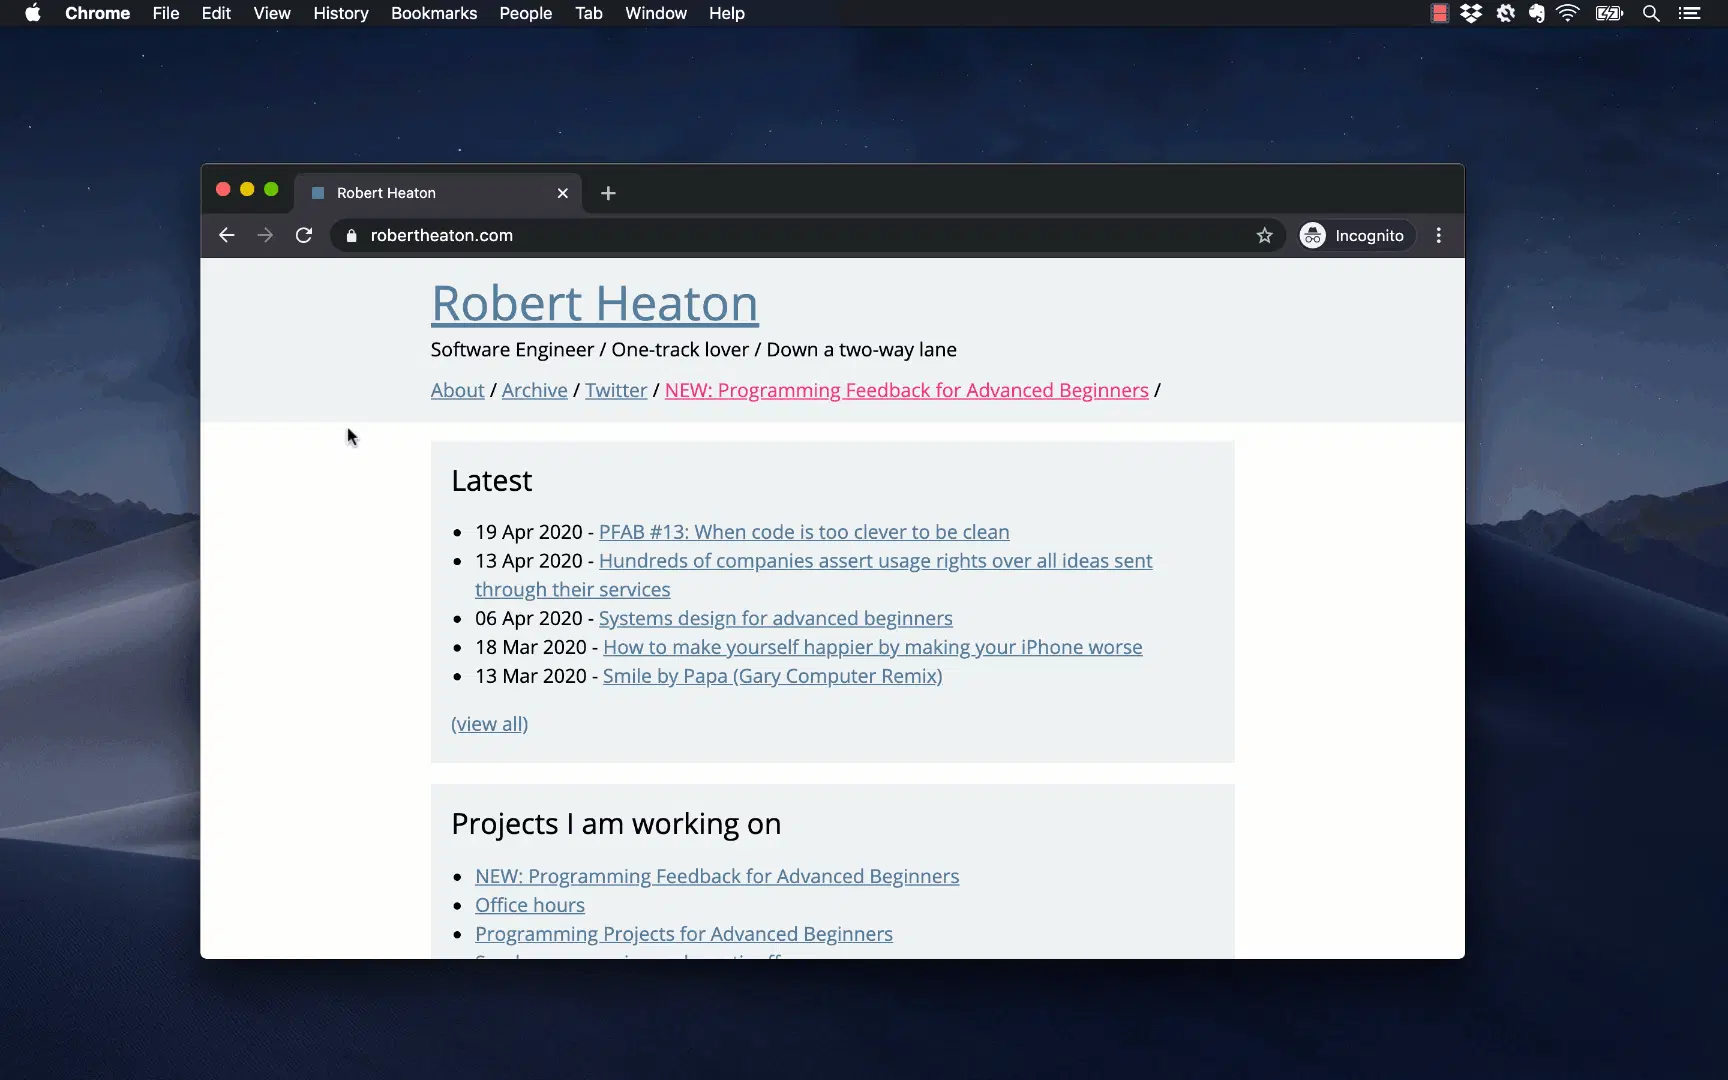 Chrome File Edit View History Bookmarks People Tab Window Help
Robert Heaton
robertheaton.com
Incognito
Robert Heaton
Software Engineer / One-track lover / Down a two-way lane
About / Archive / Twitter / NEW: Programming Feedback for Advanced Beginners /
Latest
19 Apr 2020 - PFAB #13: When code is too clever to be clean
13 Apr 2020 - Hundreds of companies assert usage rights over all ideas sent
through their services
06 Apr 2020 - Systems design for advanced beginners
18 Mar 2020 - How to make yourself happier by making your iPhone worse
13 Mar 2020 - Smile by Papa (Gary Computer Remix)
(view all)
Projects I am working on
NEW: Programming Feedback for Advanced Beginners
Office hours
Programming Projects for Advanced Beginners